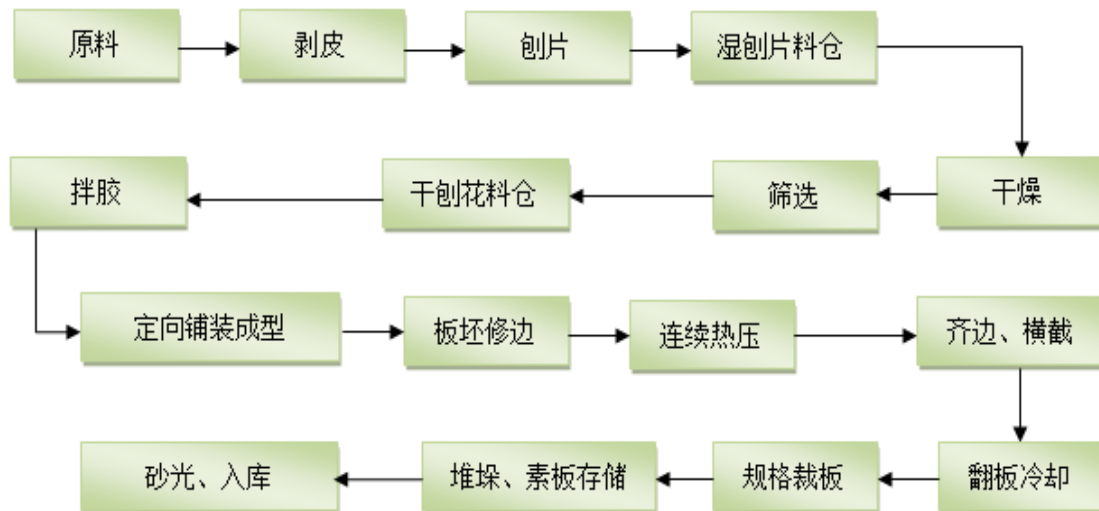 原料
剥皮
刨片
湿刨片料仓
干燥
筛选
干刨花料仓
拌胶
定向铺装成型
板坯修边
连续热压
齐边、横截
翻板冷却
规格裁板
堆垛、素板存储
砂光、入库